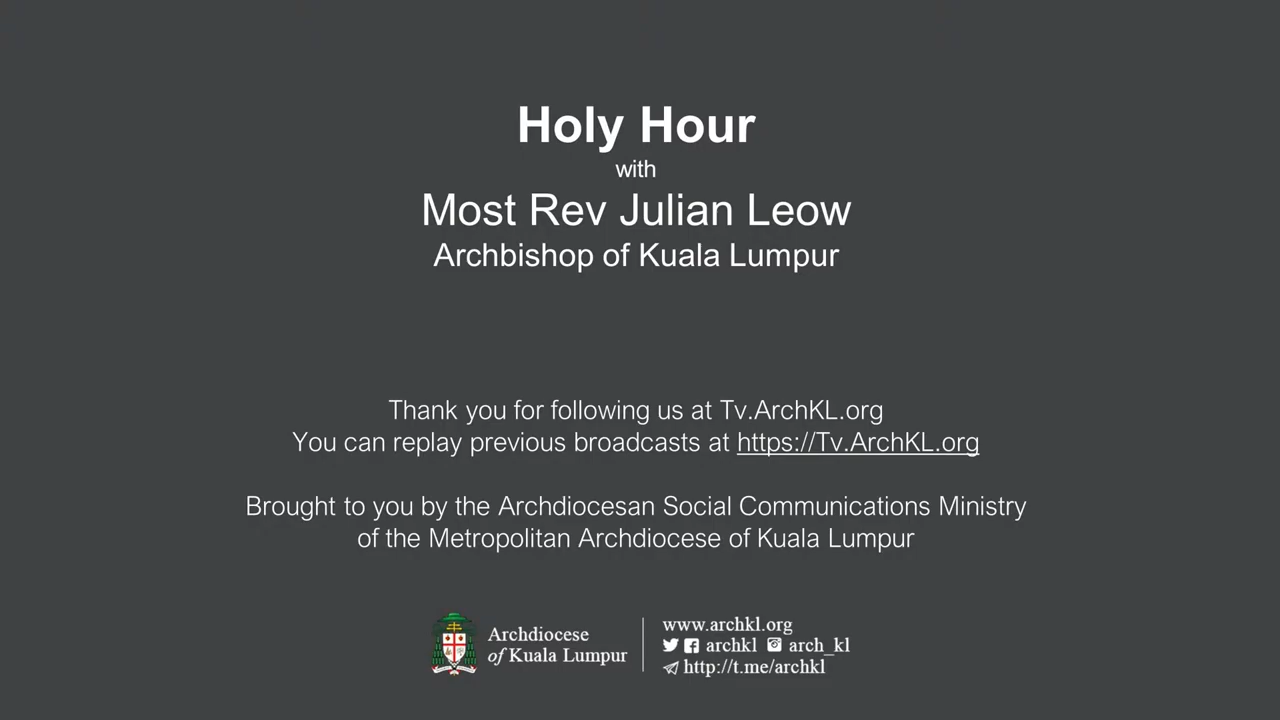 Holy Hour
with
Most Rev Julian Leow
Archbishop of Kuala Lumpur
Thank you for following us at Tv.ArchKL.org
You can replay previous broadcasts at https://Tv.ArchKL.org
Brought to you by the Archdiocesan Social Communications Ministry
of the Metropolitan Archdiocese of Kuala Lumpur
Archdiocese
of Kuala Lumpur
www.archkl.org
archkl arch_kl
http://t.me/archkl